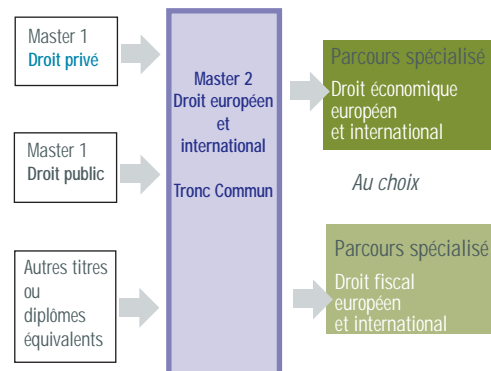 Master 1
Droit privé
Master 1
Droit public
Autres titres
ou
diplômes
équivalents
Master 2
Droit européen
et
international
Tronc Commun
Parcours spécialisé
Droit économique
européen
et international
Au choix
Parcours spécialisé
Droit fiscal
européen
et international